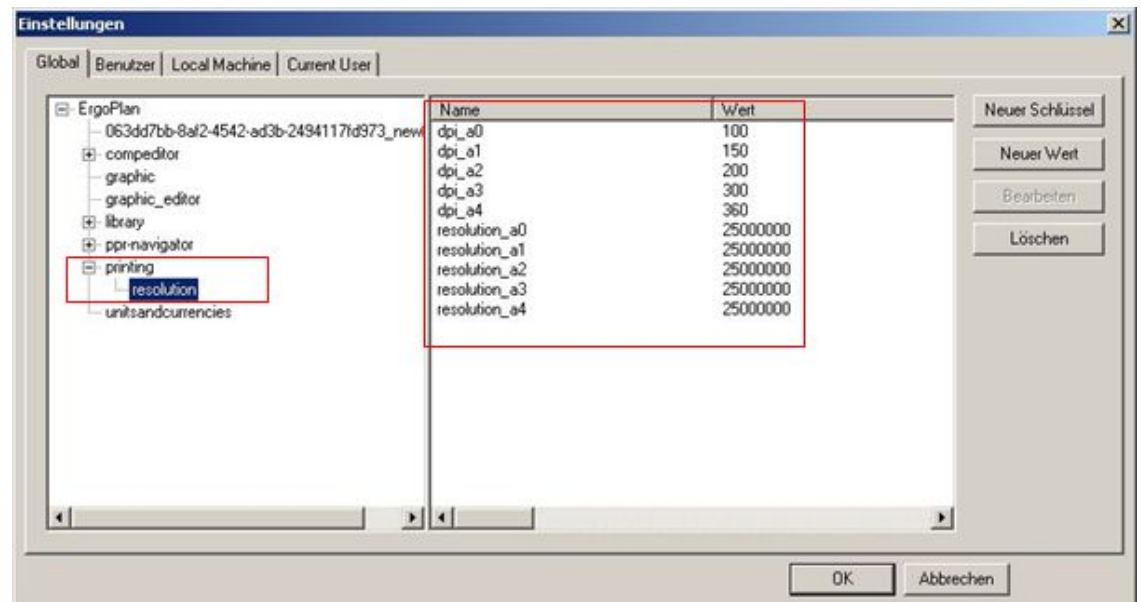 Einstellungen
Global Benutzer Local Machine Current User
ErgoPlan
063dd7bb-8af2-4542-ad3b-2494117fd973_new
compeditor
graphic
graphic_editor
library
ppr-navigator
printing
resolution
unitsandcurrencies
Name Wert
dpi_a0 100
dpi_a1 150
dpi_a2 200
dpi_a3 300
dpi_a4 360
resolution_a0 25000000
resolution_a1 25000000
resolution_a2 25000000
resolution_a3 25000000
resolution_a4 25000000
Neuer Schlüssel
Neuer Wert
Bearbeiten
Löschen
OK Abbrechen